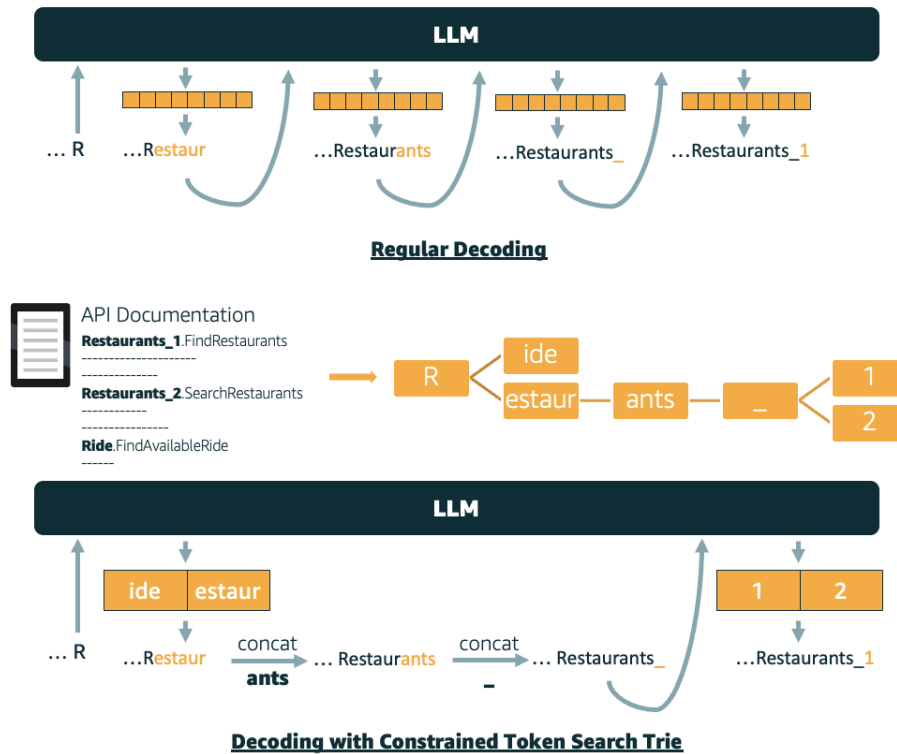 LLM
... R
...Restaur
...Restaurants
...Restaurants_
...Restaurants_1
Regular Decoding
API Documentation
Restaurants_1.FindRestaurants
----------------------
--------------
Restaurants_2.SearchRestaurants
------------
----------------
Ride.FindAvailableRide
------
R
ide
estaur
ants
_
1
2
LLM
ide
estaur
1
2
... R
...Restaur
concat
ants
... Restaurants
concat
_
... Restaurants_
...Restaurants_1
Decoding with Constrained Token Search Trie